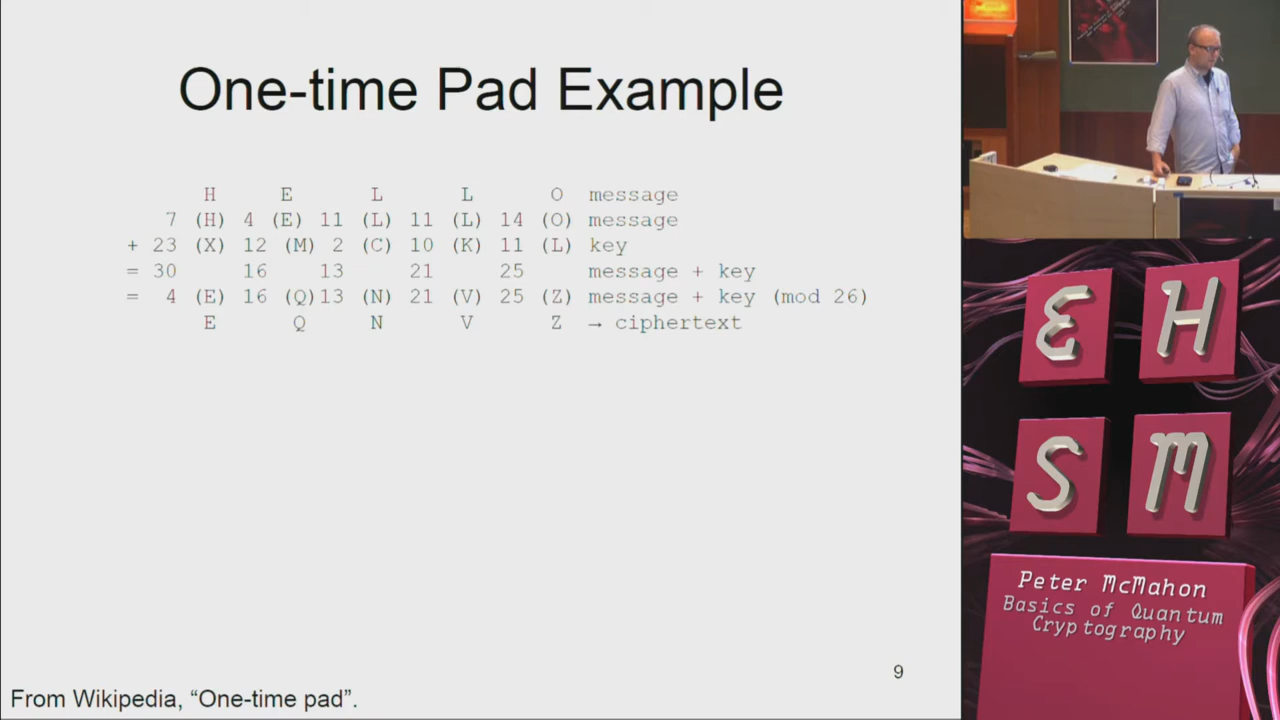 One-time Pad Example
H E L L O message
7 (H) 4 (E) 11 (L) 11 (L) 14 (O) message
+ 23 (X) 12 (M) 2 (C) 10 (K) 11 (L) key
= 30 16 13 21 25 message + key
= 4 (E) 16 (Q)13 (N) 21 (V) 25 (Z) message + key (mod 26)
E Q N V Z → ciphertext
9
From Wikipedia, “One-time pad”.
E H
S M
Peter McMahon
Basics of Quantum
Cryptography